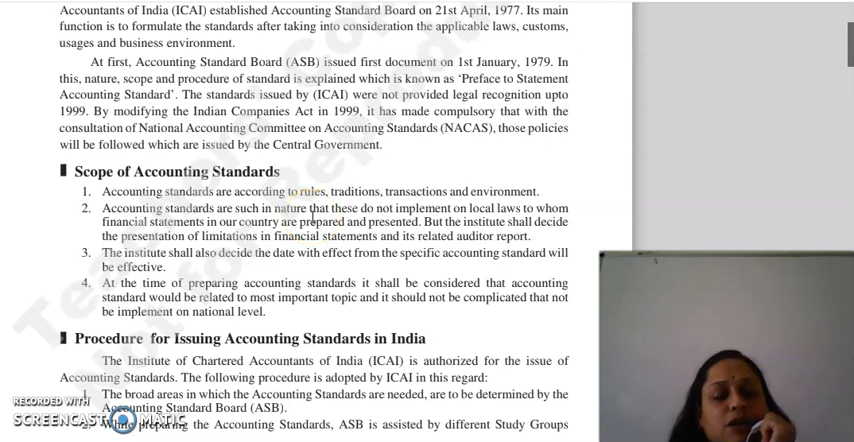 Accountants of India (ICAI) established Accounting Standard Board on 21st April, 1977. Its main
function is to formulate the standards after taking into consideration the applicable laws, customs,
usages and business environment.
At first, Accounting Standard Board (ASB) issued first document on 1st January, 1979. In
this, nature, scope and procedure of standard is explained which is known as ‘Preface to Statement
Accounting Standard’. The standards issued by (ICAI) were not provided legal recognition upto
1999. By modifying the Indian Companies Act in 1999, it has made compulsory that with the
consultation of National Accounting Committee on Accounting Standards (NACAS), those policies
will be followed which are issued by the Central Government.
Scope of Accounting Standards
1. Accounting standards are according to rules, traditions, transactions and environment.
2. Accounting standards are such in nature that these do not implement on local laws to whom
financial statements in our country are prepared and presented. But the institute shall decide
the presentation of limitations in financial statements and its related auditor report.
3. The institute shall also decide the date with effect from the specific accounting standard will
be effective.
4. At the time of preparing accounting standards it shall be considered that accounting
standard would be related to most important topic and it should not be complicated that not
be implement on national level.
Procedure for Issuing Accounting Standards in India
The Institute of Chartered Accountants of India (ICAI) is authorized for the issue of
Accounting Standards. The following procedure is adopted by ICAI in this regard:
1. The broad areas in which the Accounting Standards are needed, are to be determined by the
Accounting Standard Board (ASB).
2. While preparing the Accounting Standards, ASB is assisted by different Study Groups
RECORDED WITH
SCREENCAST MATIC